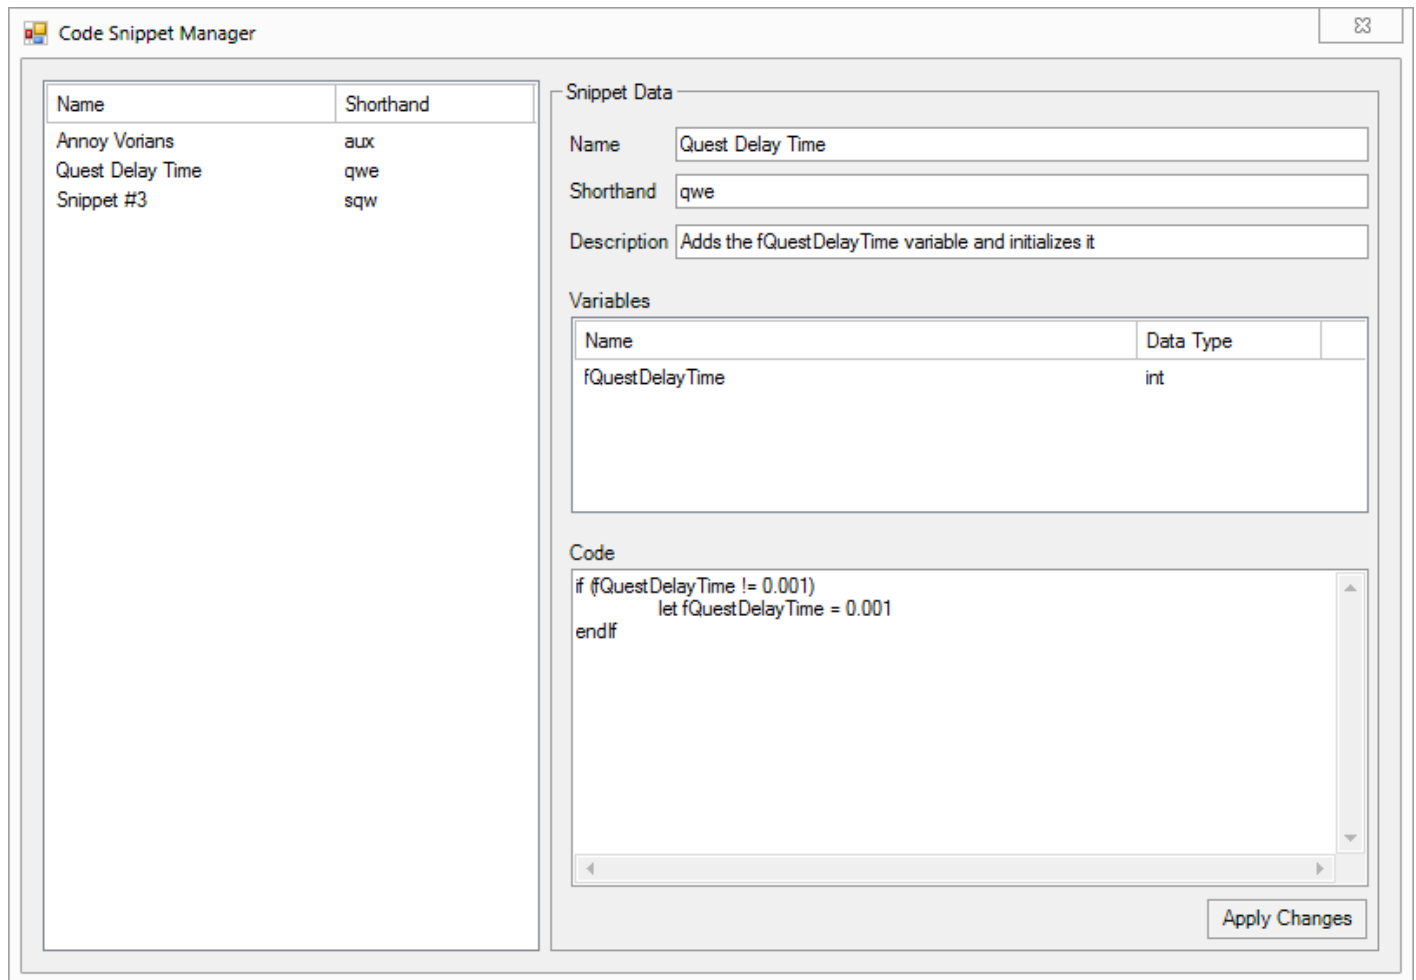 Code Snippet Manager
Name Shorthand
Annoy Vorians aux
Quest Delay Time qwe
Snippet #3 sqw
Snippet Data
Name Quest Delay Time
Shorthand qwe
Description Adds the fQuestDelayTime variable and initializes it
Variables
Name Data Type
fQuestDelayTime int
Code
if (fQuestDelayTime != 0.001)
let fQuestDelayTime = 0.001
endIf
Apply Changes